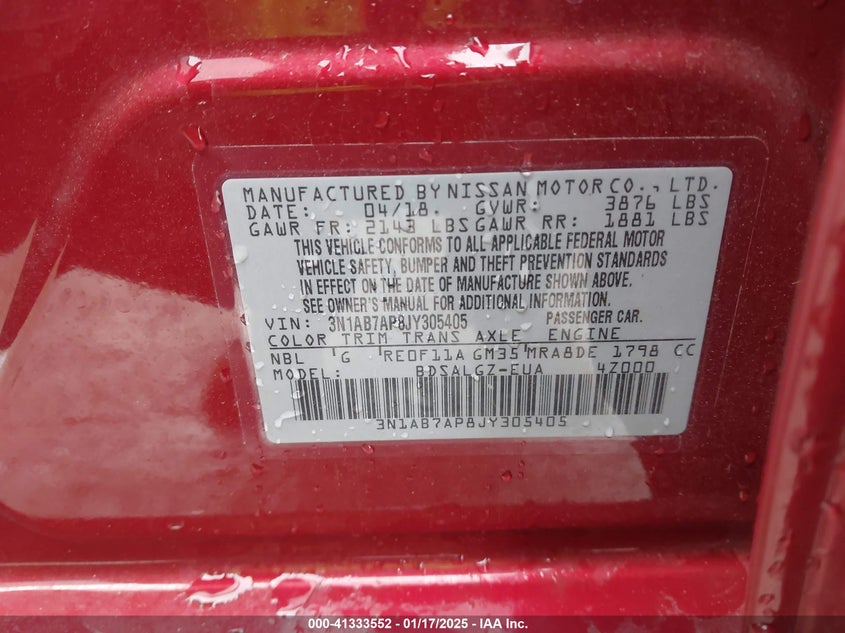 MANUFACTURED BY NISSAN MOTOR CO., LTD.
DATE: 04/18. GVWR: 3876 LBS
GAWR FR: 2143 LBS GAWR RR: 1881 LBS
THIS VEHICLE CONFORMS TO ALL APPLICABLE FEDERAL MOTOR
VEHICLE SAFETY, BUMPER AND THEFT PREVENTION STANDARDS
IN EFFECT ON THE DATE OF MANUFACTURE SHOWN ABOVE.
SEE OWNER'S MANUAL FOR ADDITIONAL INFORMATION.
VIN: 3N1AB7AP8JY305405 PASSENGER CAR.
COLOR TRIM TRANS AXLE ENGINE
NBL G RE0F11A GM35 MRA8DE 1798 CC
MODEL: BDSALGZ-EUA 4Z000
3N1AB7AP8JY305405
000-41333552 — 01/17/2025 — IAA Inc.